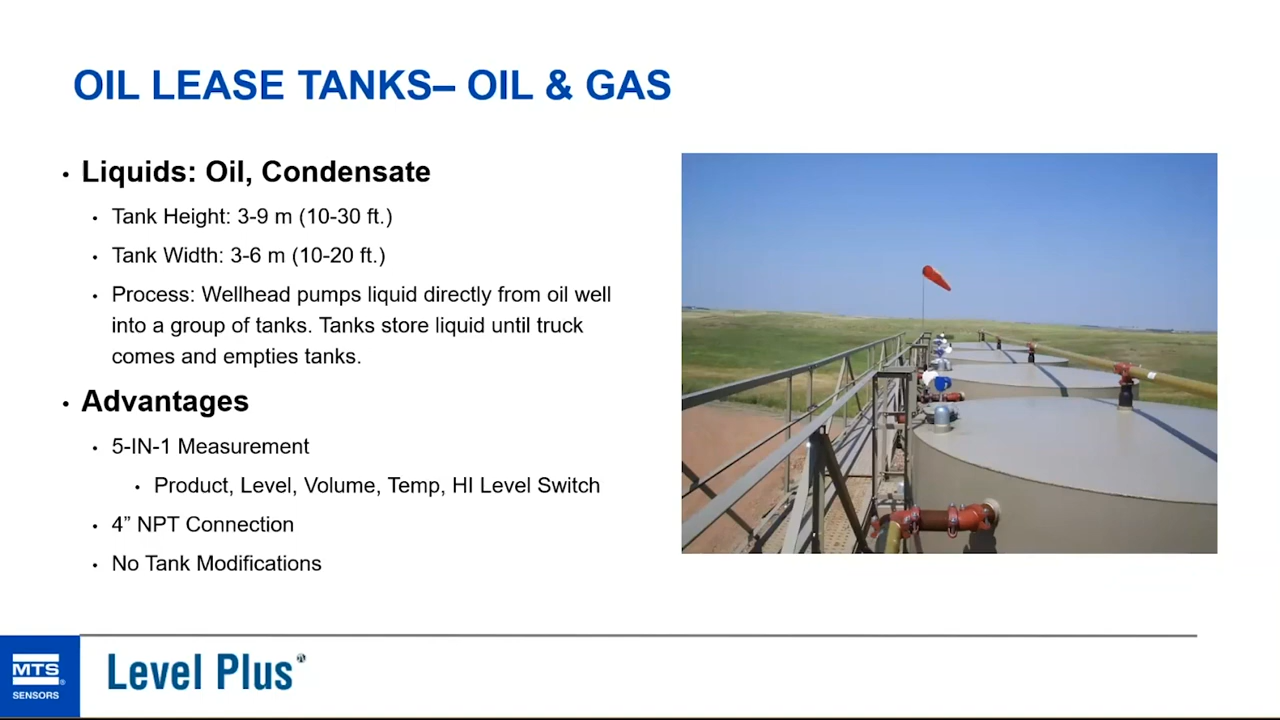 OIL LEASE TANKS– OIL & GAS
• Liquids: Oil, Condensate
• Tank Height: 3-9 m (10-30 ft.)
• Tank Width: 3-6 m (10-20 ft.)
• Process: Wellhead pumps liquid directly from oil well
into a group of tanks. Tanks store liquid until truck
comes and empties tanks.
• Advantages
• 5-IN-1 Measurement
• Product, Level, Volume, Temp, HI Level Switch
• 4” NPT Connection
• No Tank Modifications
MTS®
SENSORS
Level Plus®